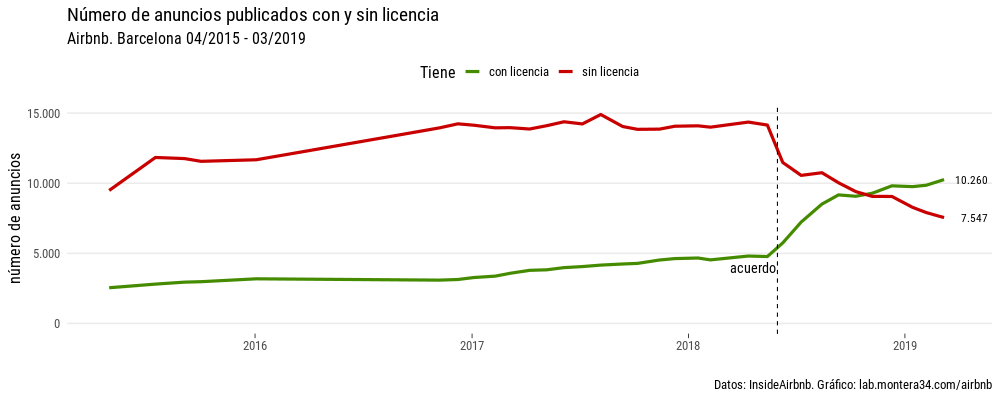 Número de anuncios publicados con y sin licencia
Airbnb. Barcelona 04/2015 - 03/2019
Tiene con licencia sin licencia
número de anuncios
15.000
10.000
5.000
0
10.260
7.547
acuerdo
2016 2017 2018 2019
Datos: InsideAirbnb. Gráfico: lab.montera34.com/airbnb